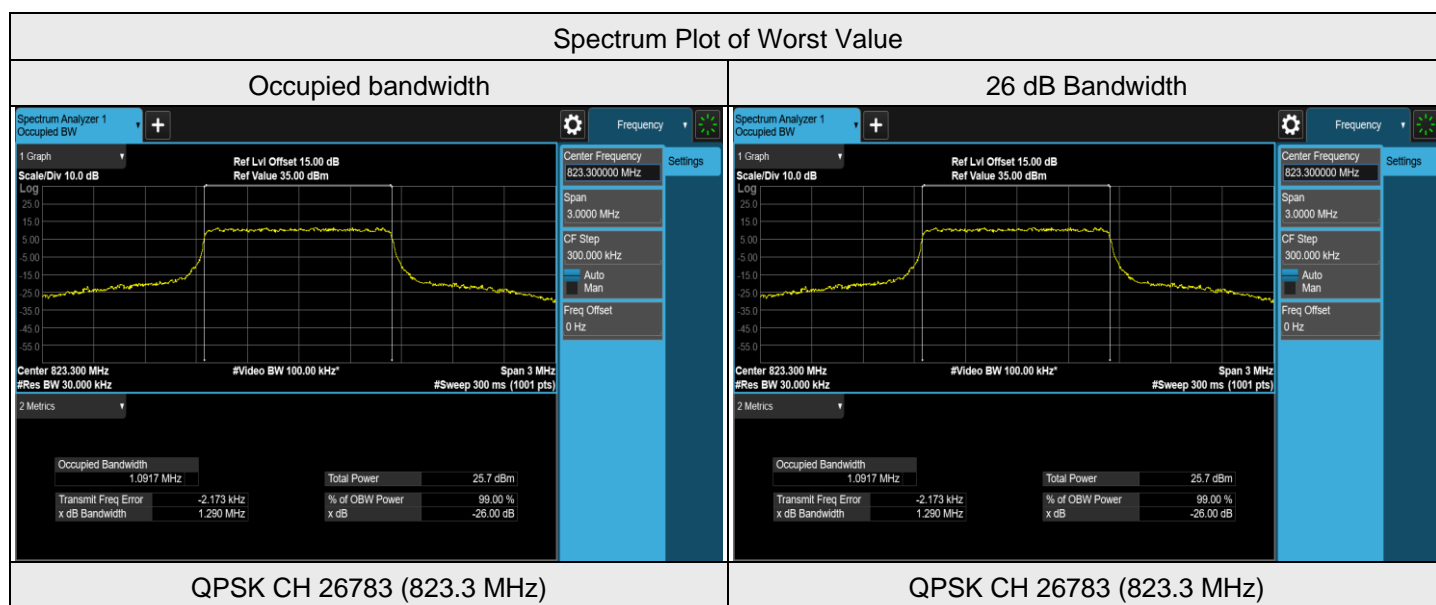 Spectrum Plot of Worst Value
Occupied bandwidth
26 dB Bandwidth
Spectrum Analyzer 1
Occupied BW
+
Frequency
1 Graph
Ref Lvl Offset 15.00 dB
Scale/Div 10.0 dB
Ref Value 35.00 dBm
Log
25.0
15.0
5.00
-5.00
-15.0
-25.0
-35.0
-45.0
-55.0
Center 823.300 MHz
#Video BW 100.00 kHz*
Span 3 MHz
#Res BW 30.000 kHz
#Sweep 300 ms (1001 pts)
Center Frequency
823.300000 MHz
Settings
Span
3.0000 MHz
CF Step
300.000 kHz
Auto
Man
Freq Offset
0 Hz
2 Metrics
Occupied Bandwidth
1.0917 MHz
Total Power 25.7 dBm
Transmit Freq Error -2.173 kHz
% of OBW Power 99.00 %
x dB Bandwidth 1.290 MHz
x dB -26.00 dB
Spectrum Analyzer 1
Occupied BW
+
Frequency
1 Graph
Ref Lvl Offset 15.00 dB
Scale/Div 10.0 dB
Ref Value 35.00 dBm
Log
25.0
15.0
5.00
-5.00
-15.0
-25.0
-35.0
-45.0
-55.0
Center 823.300 MHz
#Video BW 100.00 kHz*
Span 3 MHz
#Res BW 30.000 kHz
#Sweep 300 ms (1001 pts)
Center Frequency
823.300000 MHz
Settings
Span
3.0000 MHz
CF Step
300.000 kHz
Auto
Man
Freq Offset
0 Hz
2 Metrics
Occupied Bandwidth
1.0917 MHz
Total Power 25.7 dBm
Transmit Freq Error -2.173 kHz
% of OBW Power 99.00 %
x dB Bandwidth 1.290 MHz
x dB -26.00 dB
QPSK CH 26783 (823.3 MHz)
QPSK CH 26783 (823.3 MHz)